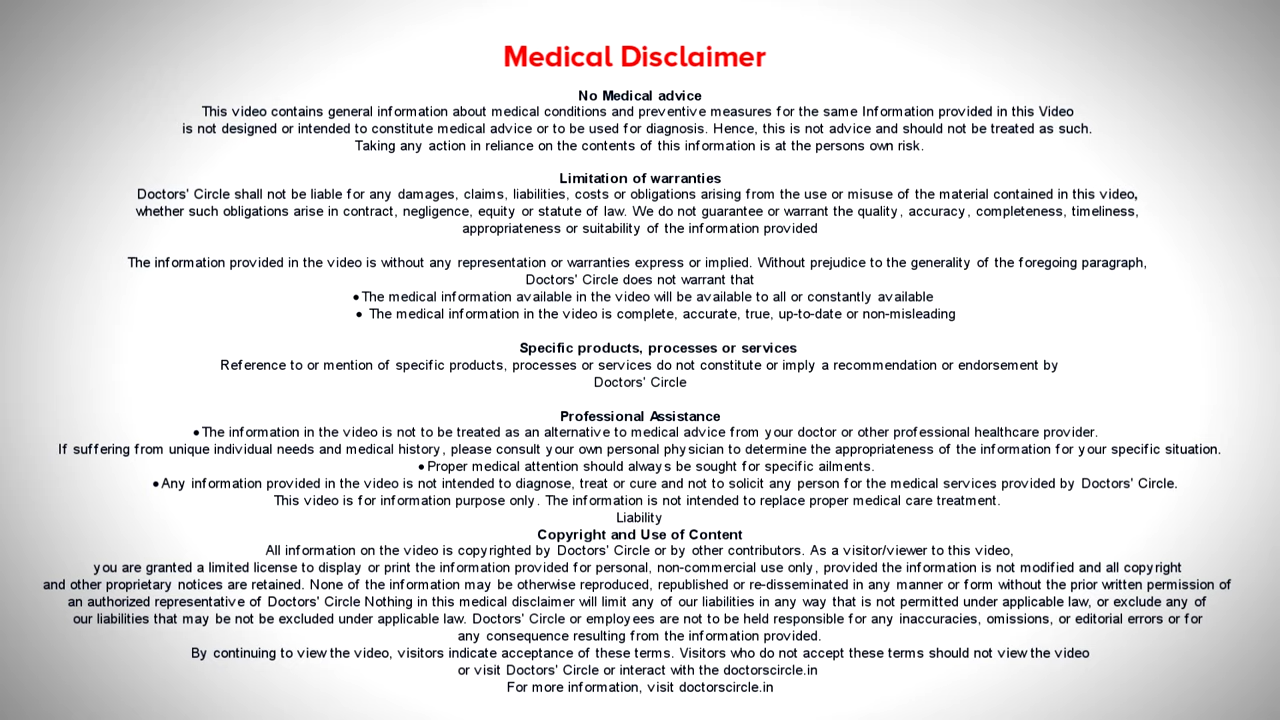 Medical Disclaimer
No Medical advice
This video contains general information about medical conditions and preventive measures for the same Information provided in this Video
is not designed or intended to constitute medical advice or to be used for diagnosis. Hence, this is not advice and should not be treated as such.
Taking any action in reliance on the contents of this information is at the persons own risk.
Limitation of warranties
Doctors' Circle shall not be liable for any damages, claims, liabilities, costs or obligations arising from the use or misuse of the material contained in this video,
whether such obligations arise in contract, negligence, equity or statute of law. We do not guarantee or warrant the quality, accuracy, completeness, timeliness,
appropriateness or suitability of the information provided
The information provided in the video is without any representation or warranties express or implied. Without prejudice to the generality of the foregoing paragraph,
Doctors' Circle does not warrant that
•The medical information available in the video will be available to all or constantly available
• The medical information in the video is complete, accurate, true, up-to-date or non-misleading
Specific products, processes or services
Reference to or mention of specific products, processes or services do not constitute or imply a recommendation or endorsement by
Doctors' Circle
Professional Assistance
•The information in the video is not to be treated as an alternative to medical advice from your doctor or other professional healthcare provider.
If suffering from unique individual needs and medical history, please consult your own personal physician to determine the appropriateness of the information for your specific situation.
•Proper medical attention should always be sought for specific ailments.
•Any information provided in the video is not intended to diagnose, treat or cure and not to solicit any person for the medical services provided by Doctors' Circle.
This video is for information purpose only. The information is not intended to replace proper medical care treatment.
Liability
Copyright and Use of Content
All information on the video is copyrighted by Doctors' Circle or by other contributors. As a visitor/viewer to this video,
you are granted a limited license to display or print the information provided for personal, non-commercial use only, provided the information is not modified and all copyright
and other proprietary notices are retained. None of the information may be otherwise reproduced, republished or re-disseminated in any manner or form without the prior written permission of
an authorized representative of Doctors' Circle Nothing in this medical disclaimer will limit any of our liabilities in any way that is not permitted under applicable law, or exclude any of
our liabilities that may be not be excluded under applicable law. Doctors' Circle or employees are not to be held responsible for any inaccuracies, omissions, or editorial errors or for
any consequence resulting from the information provided.
By continuing to view the video, visitors indicate acceptance of these terms. Visitors who do not accept these terms should not view the video
or visit Doctors' Circle or interact with the doctorscircle.in
For more information, visit doctorscircle.in